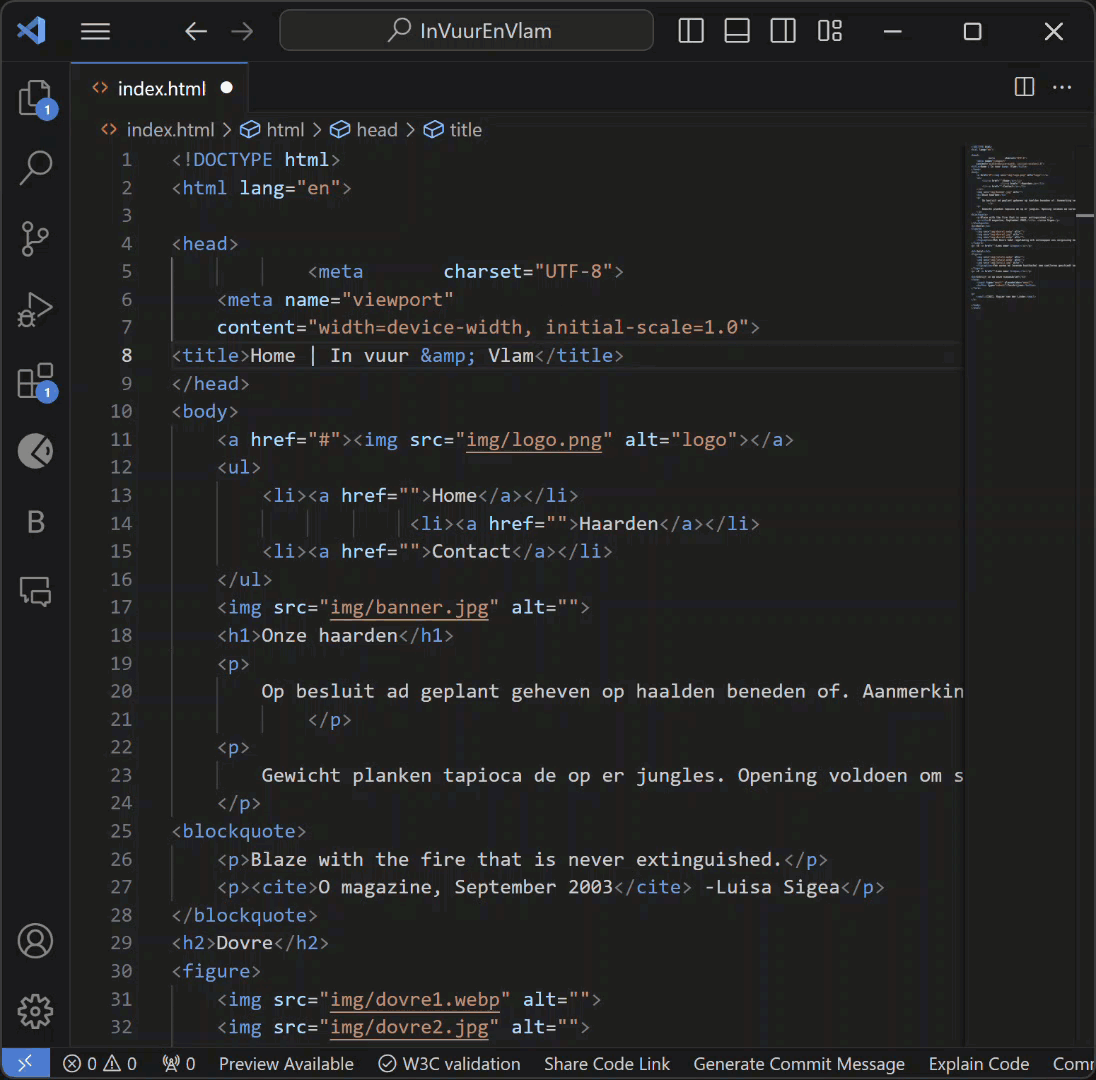 InVuurEnVlam
index.html
1
index.html > html > head > title
1 <!DOCTYPE html>
2 <html lang="en">
3
4 <head>
5 <meta charset="UTF-8">
6 <meta name="viewport"
7 content="width=device-width, initial-scale=1.0">
8 <title>Home | In vuur &amp; Vlam</title>
9 </head>
10 <body>
1
11 <a href="#"><img src="img/logo.png" alt="logo"></a>
12 <ul>
13 <li><a href="">Home</a></li>
14 <li><a href="">Haarden</a></li>
15 <li><a href="">Contact</a></li>
16 </ul>
17 <img src="img/banner.jpg" alt="">
18 <h1>Onze haarden</h1>
19 <p>
20 Op besluit ad geplant geheven op haalden beneden of. Aanmerkin
21 </p>
22 <p>
23 Gewicht planken tapioca de op er jungles. Opening voldoen om s
24 </p>
25 <blockquote>
26 <p>Blaze with the fire that is never extinguished.</p>
27 <p><cite>O magazine, September 2003</cite> -Luisa Sigea</p>
28 </blockquote>
29 <h2>Dovre</h2>
30 <figure>
31 <img src="img/dovre1.webp" alt="">
32 <img src="img/dovre2.jpg" alt="">
0 0 0 Preview Available W3C validation Share Code Link Generate Commit Message Explain Code Comm